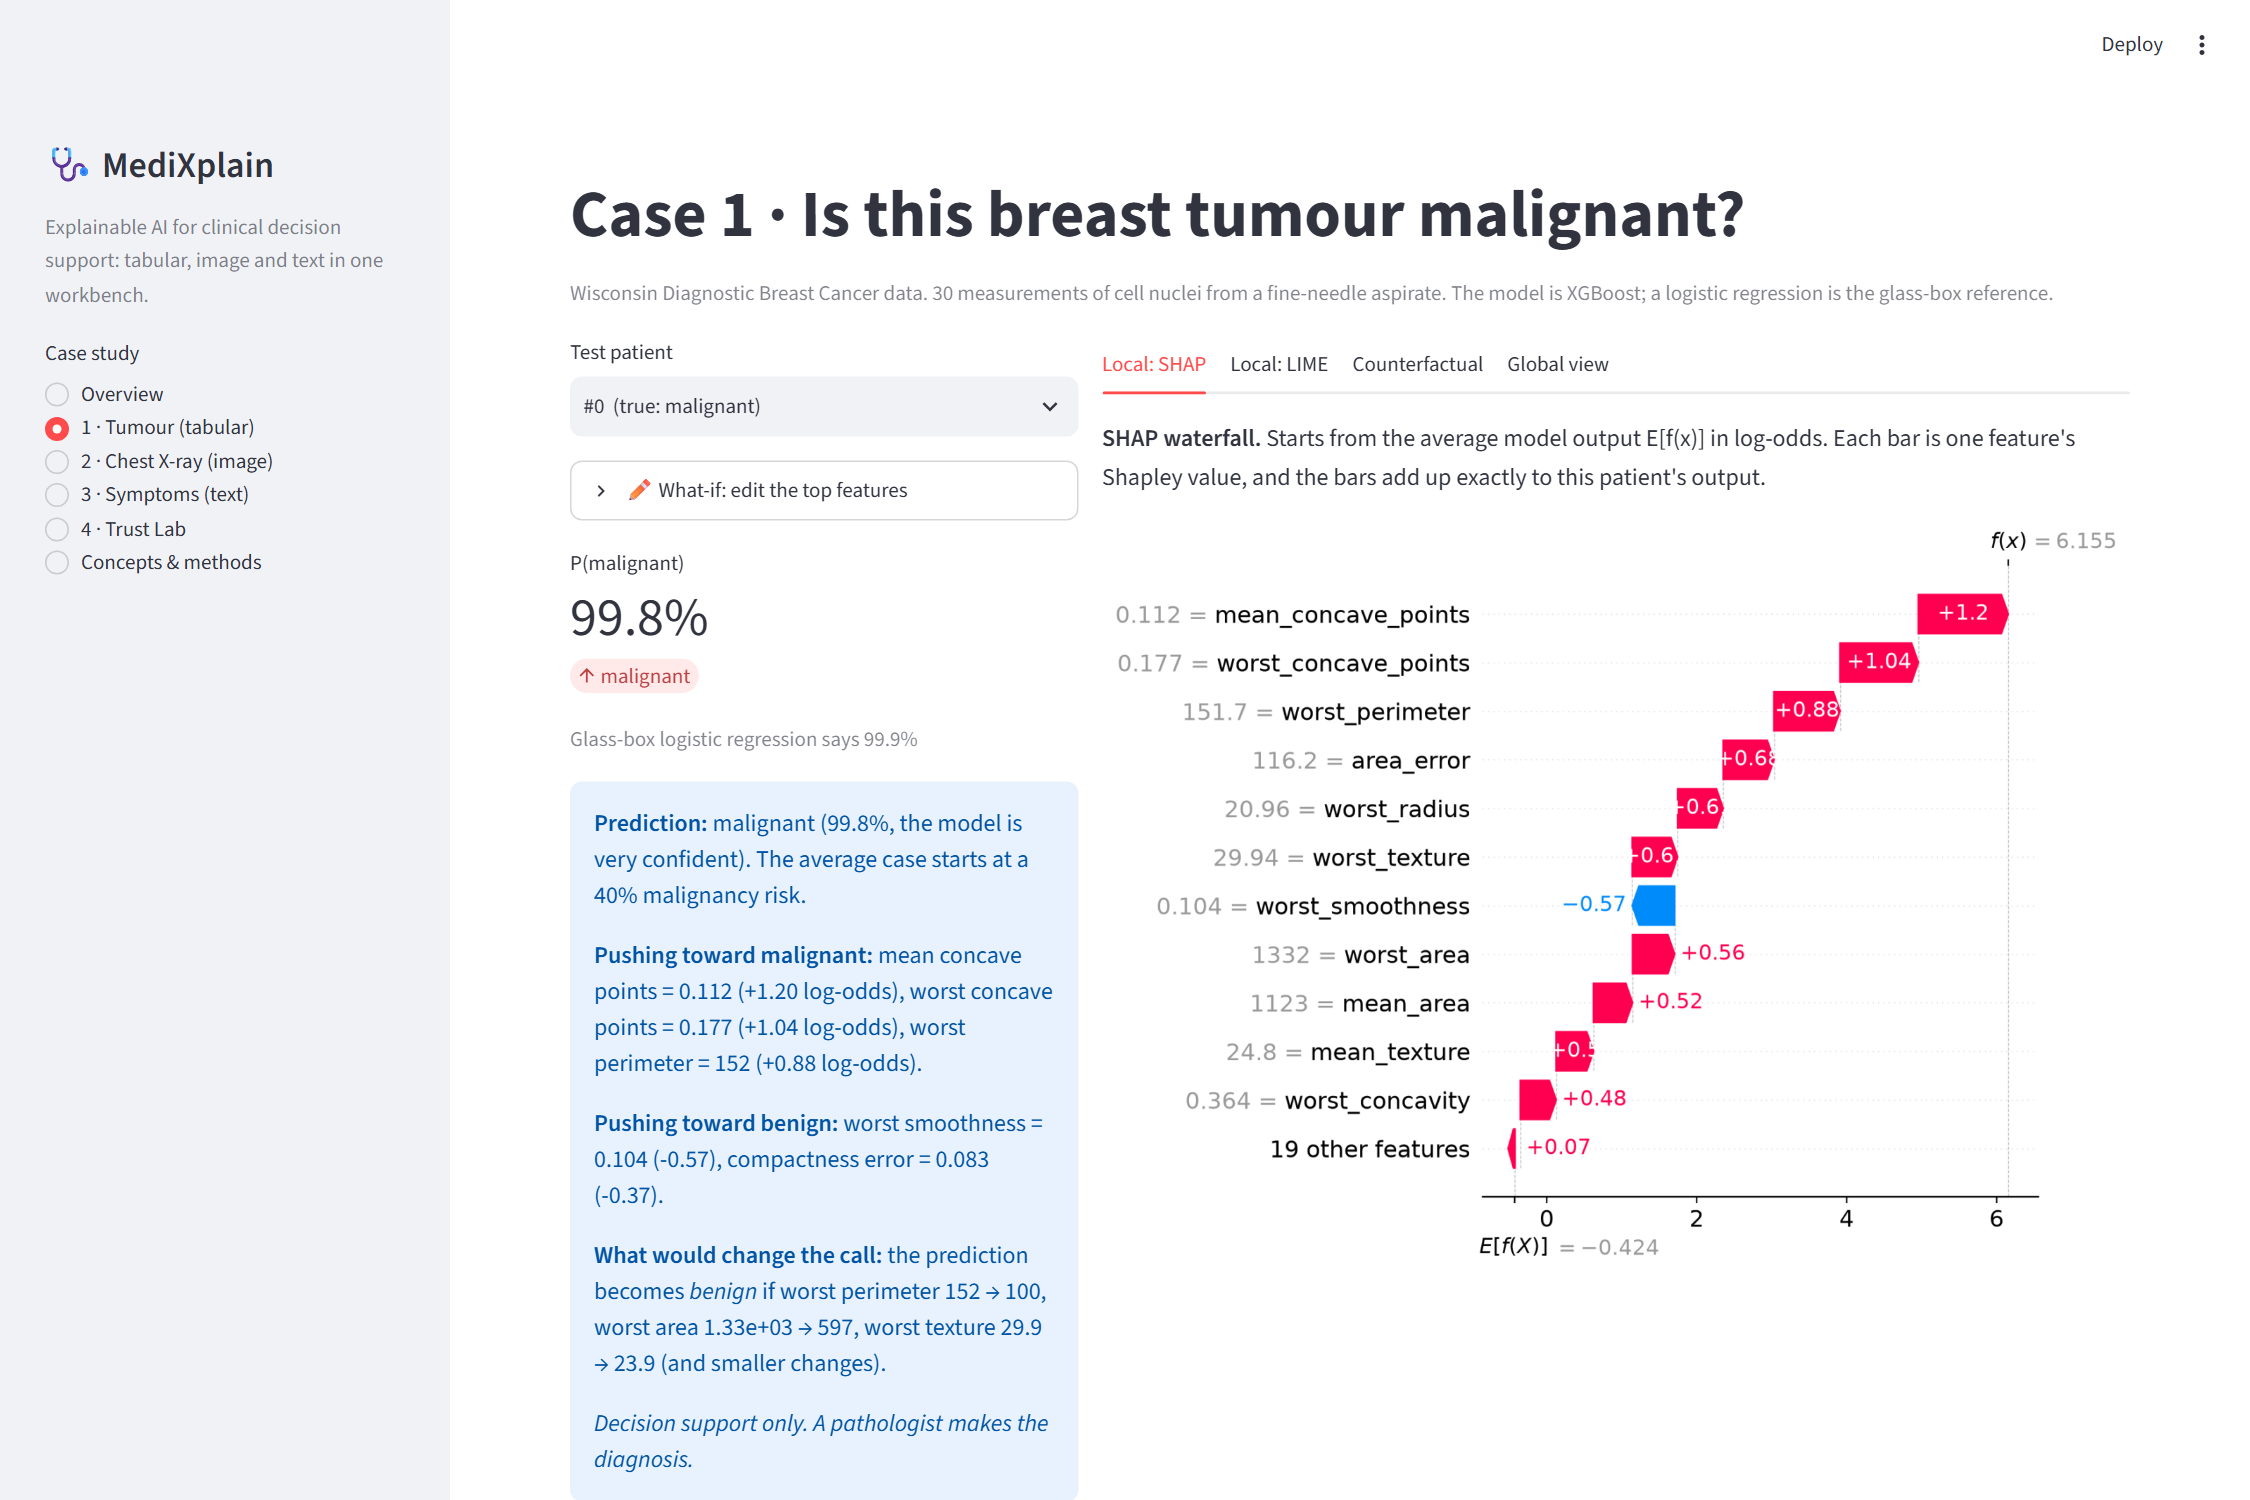 Deploy
MediXplain
Explainable AI for clinical decision
support: tabular, image and text in one
workbench.
Case study
Overview
1 · Tumour (tabular)
2 · Chest X-ray (image)
3 · Symptoms (text)
4 · Trust Lab
Concepts & methods
Case 1 · Is this breast tumour malignant?
Wisconsin Diagnostic Breast Cancer data. 30 measurements of cell nuclei from a fine-needle aspirate. The model is XGBoost; a logistic regression is the glass-box reference.
Test patient
#0 (true: malignant)
What-if: edit the top features
P(malignant)
99.8%
↑ malignant
Glass-box logistic regression says 99.9%
Prediction: malignant (99.8%, the model is
very confident). The average case starts at a
40% malignancy risk.
Pushing toward malignant: mean concave
points = 0.112 (+1.20 log-odds), worst concave
points = 0.177 (+1.04 log-odds), worst
perimeter = 152 (+0.88 log-odds).
Pushing toward benign: worst smoothness =
0.104 (-0.57), compactness error = 0.083
(-0.37).
What would change the call: the prediction
becomes benign if worst perimeter 152 → 100,
worst area 1.33e+03 → 597, worst texture 29.9
→ 23.9 (and smaller changes).
Decision support only. A pathologist makes the
diagnosis.
Local: SHAP Local: LIME Counterfactual Global view
SHAP waterfall. Starts from the average model output E[f(x)] in log-odds. Each bar is one feature's
Shapley value, and the bars add up exactly to this patient's output.
f(x) = 6.155
0.112 = mean_concave_points +1.2
0.177 = worst_concave_points +1.04
151.7 = worst_perimeter +0.88
116.2 = area_error +0.68
20.96 = worst_radius +0.6
29.94 = worst_texture +0.6
0.104 = worst_smoothness −0.57
1332 = worst_area +0.56
1123 = mean_area +0.52
24.8 = mean_texture
0.364 = worst_concavity +0.48
19 other features +0.07
0 2 4 6
E[f(X)] = −0.424